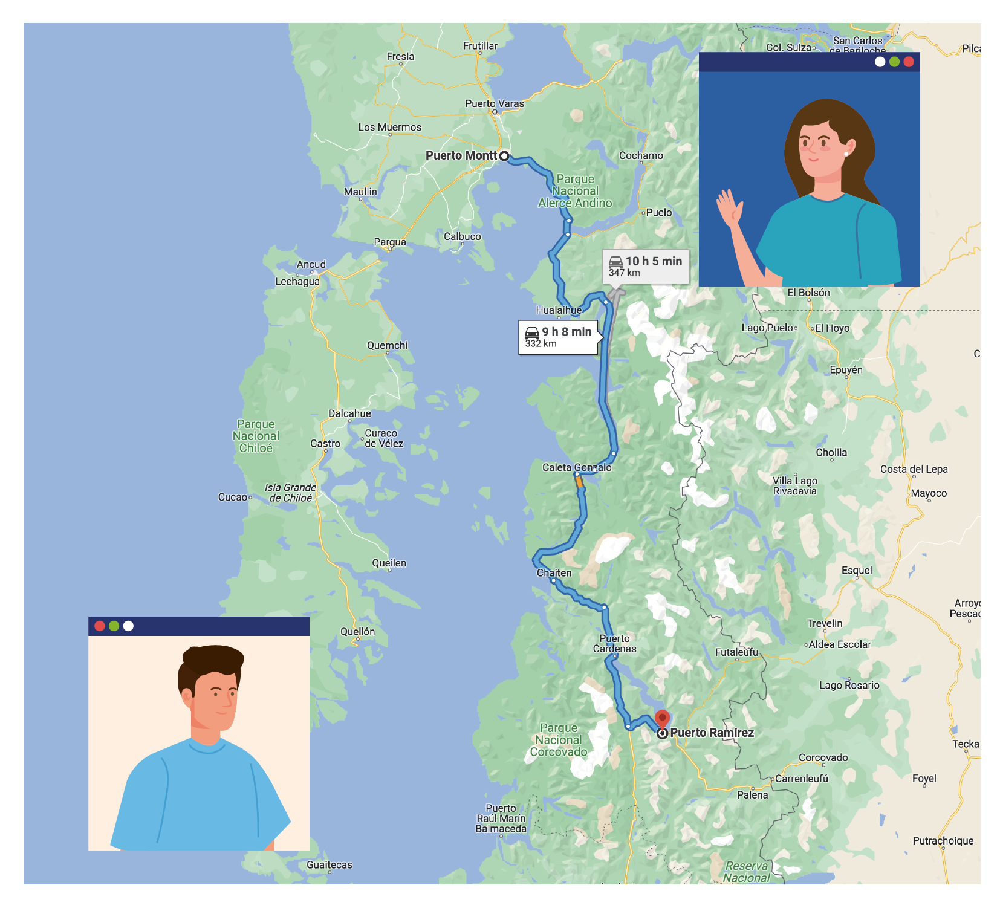 Frutillar
Fresia
Col. Suiza
San Carlos
de Bariloche
Puerto Varas
Los Muermos
Puerto Montt
Cochamo
Parque
Nacional
Alerce Andino
Maullin
Puelo
Calbuco
Pargua
Ancud
Lechagua
10 h 5 min
347 km
El Bolsón
Hualaihue
Lago Puelo
El Hoyo
9 h 8 min
332 km
Quemchi
Epuyén
Dalcahue
Parque
Nacional
Chiloé
Curaco
de Vélez
Castro
Cholila
Caleta Gonzalo
Costa del Lepa
Villa Lago
Rivadavia
Isla Grande
de Chiloé
Cucao
Mayoco
Queilen
Chaiten
Esquel
Trevelin
Quellón
Puerto
Cardenas
Aldea Escolar
Futaleufu
Lago Rosario
Parque
Nacional
Corcovado
Puerto Ramírez
Tecka
Corcovado
Carrenleufú
Foyel
Palena
Puerto
Raúl Marín
Balmaceda
Putrachoique
Guaitecas
Reserva
Nacional